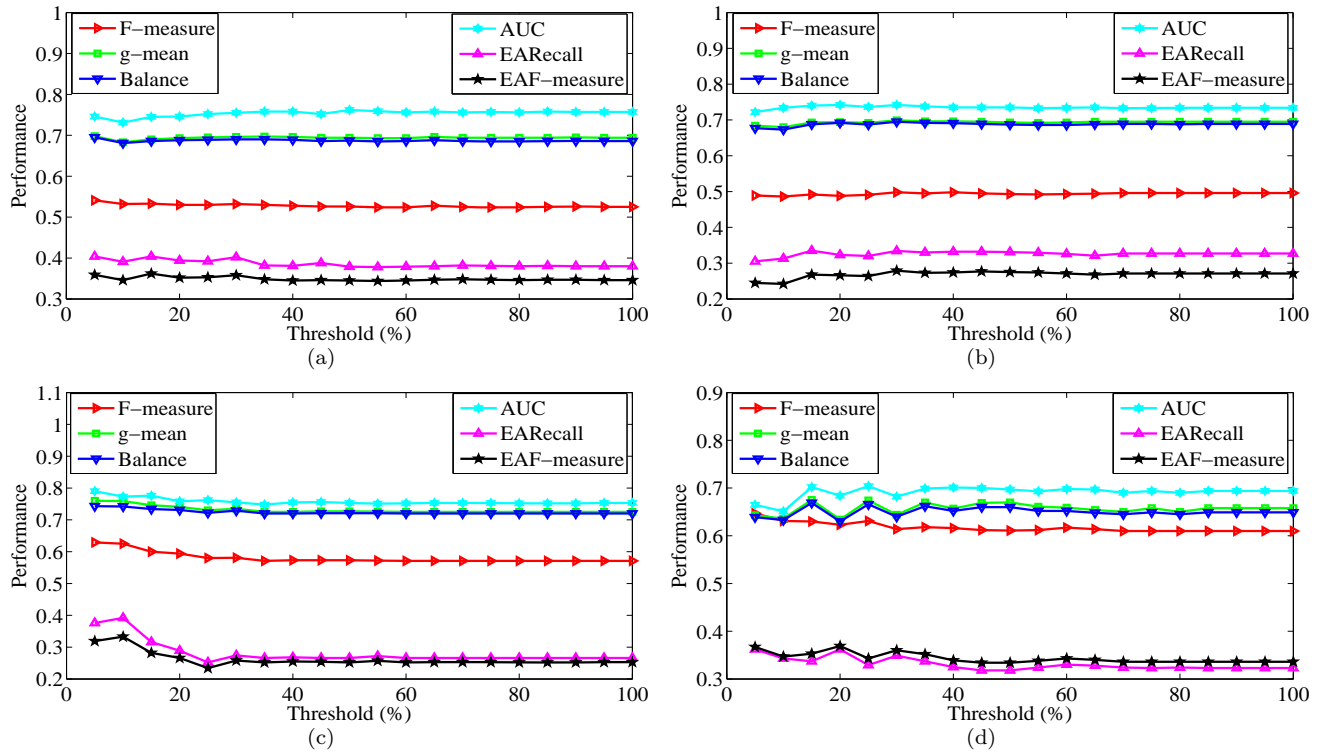 1
0.9
0.8
0.7
0.6
0.5
0.4
0.3
Performance
F−measure
g−mean
Balance
AUC
EARecall
EAF−measure
0 20 40 60 80 100
Threshold (%)
(a)
1
0.9
0.8
0.7
0.6
0.5
0.4
0.3
0.2
Performance
F−measure
g−mean
Balance
AUC
EARecall
EAF−measure
0 20 40 60 80 100
Threshold (%)
(b)
1.1
1
0.9
0.8
0.7
0.6
0.5
0.4
0.3
0.2
Performance
F−measure
g−mean
Balance
AUC
EARecall
EAF−measure
0 20 40 60 80 100
Threshold (%)
(c)
0.9
0.8
0.7
0.6
0.5
0.4
0.3
Performance
F−measure
g−mean
Balance
AUC
EARecall
EAF−measure
0 20 40 60 80 100
Threshold (%)
(d)